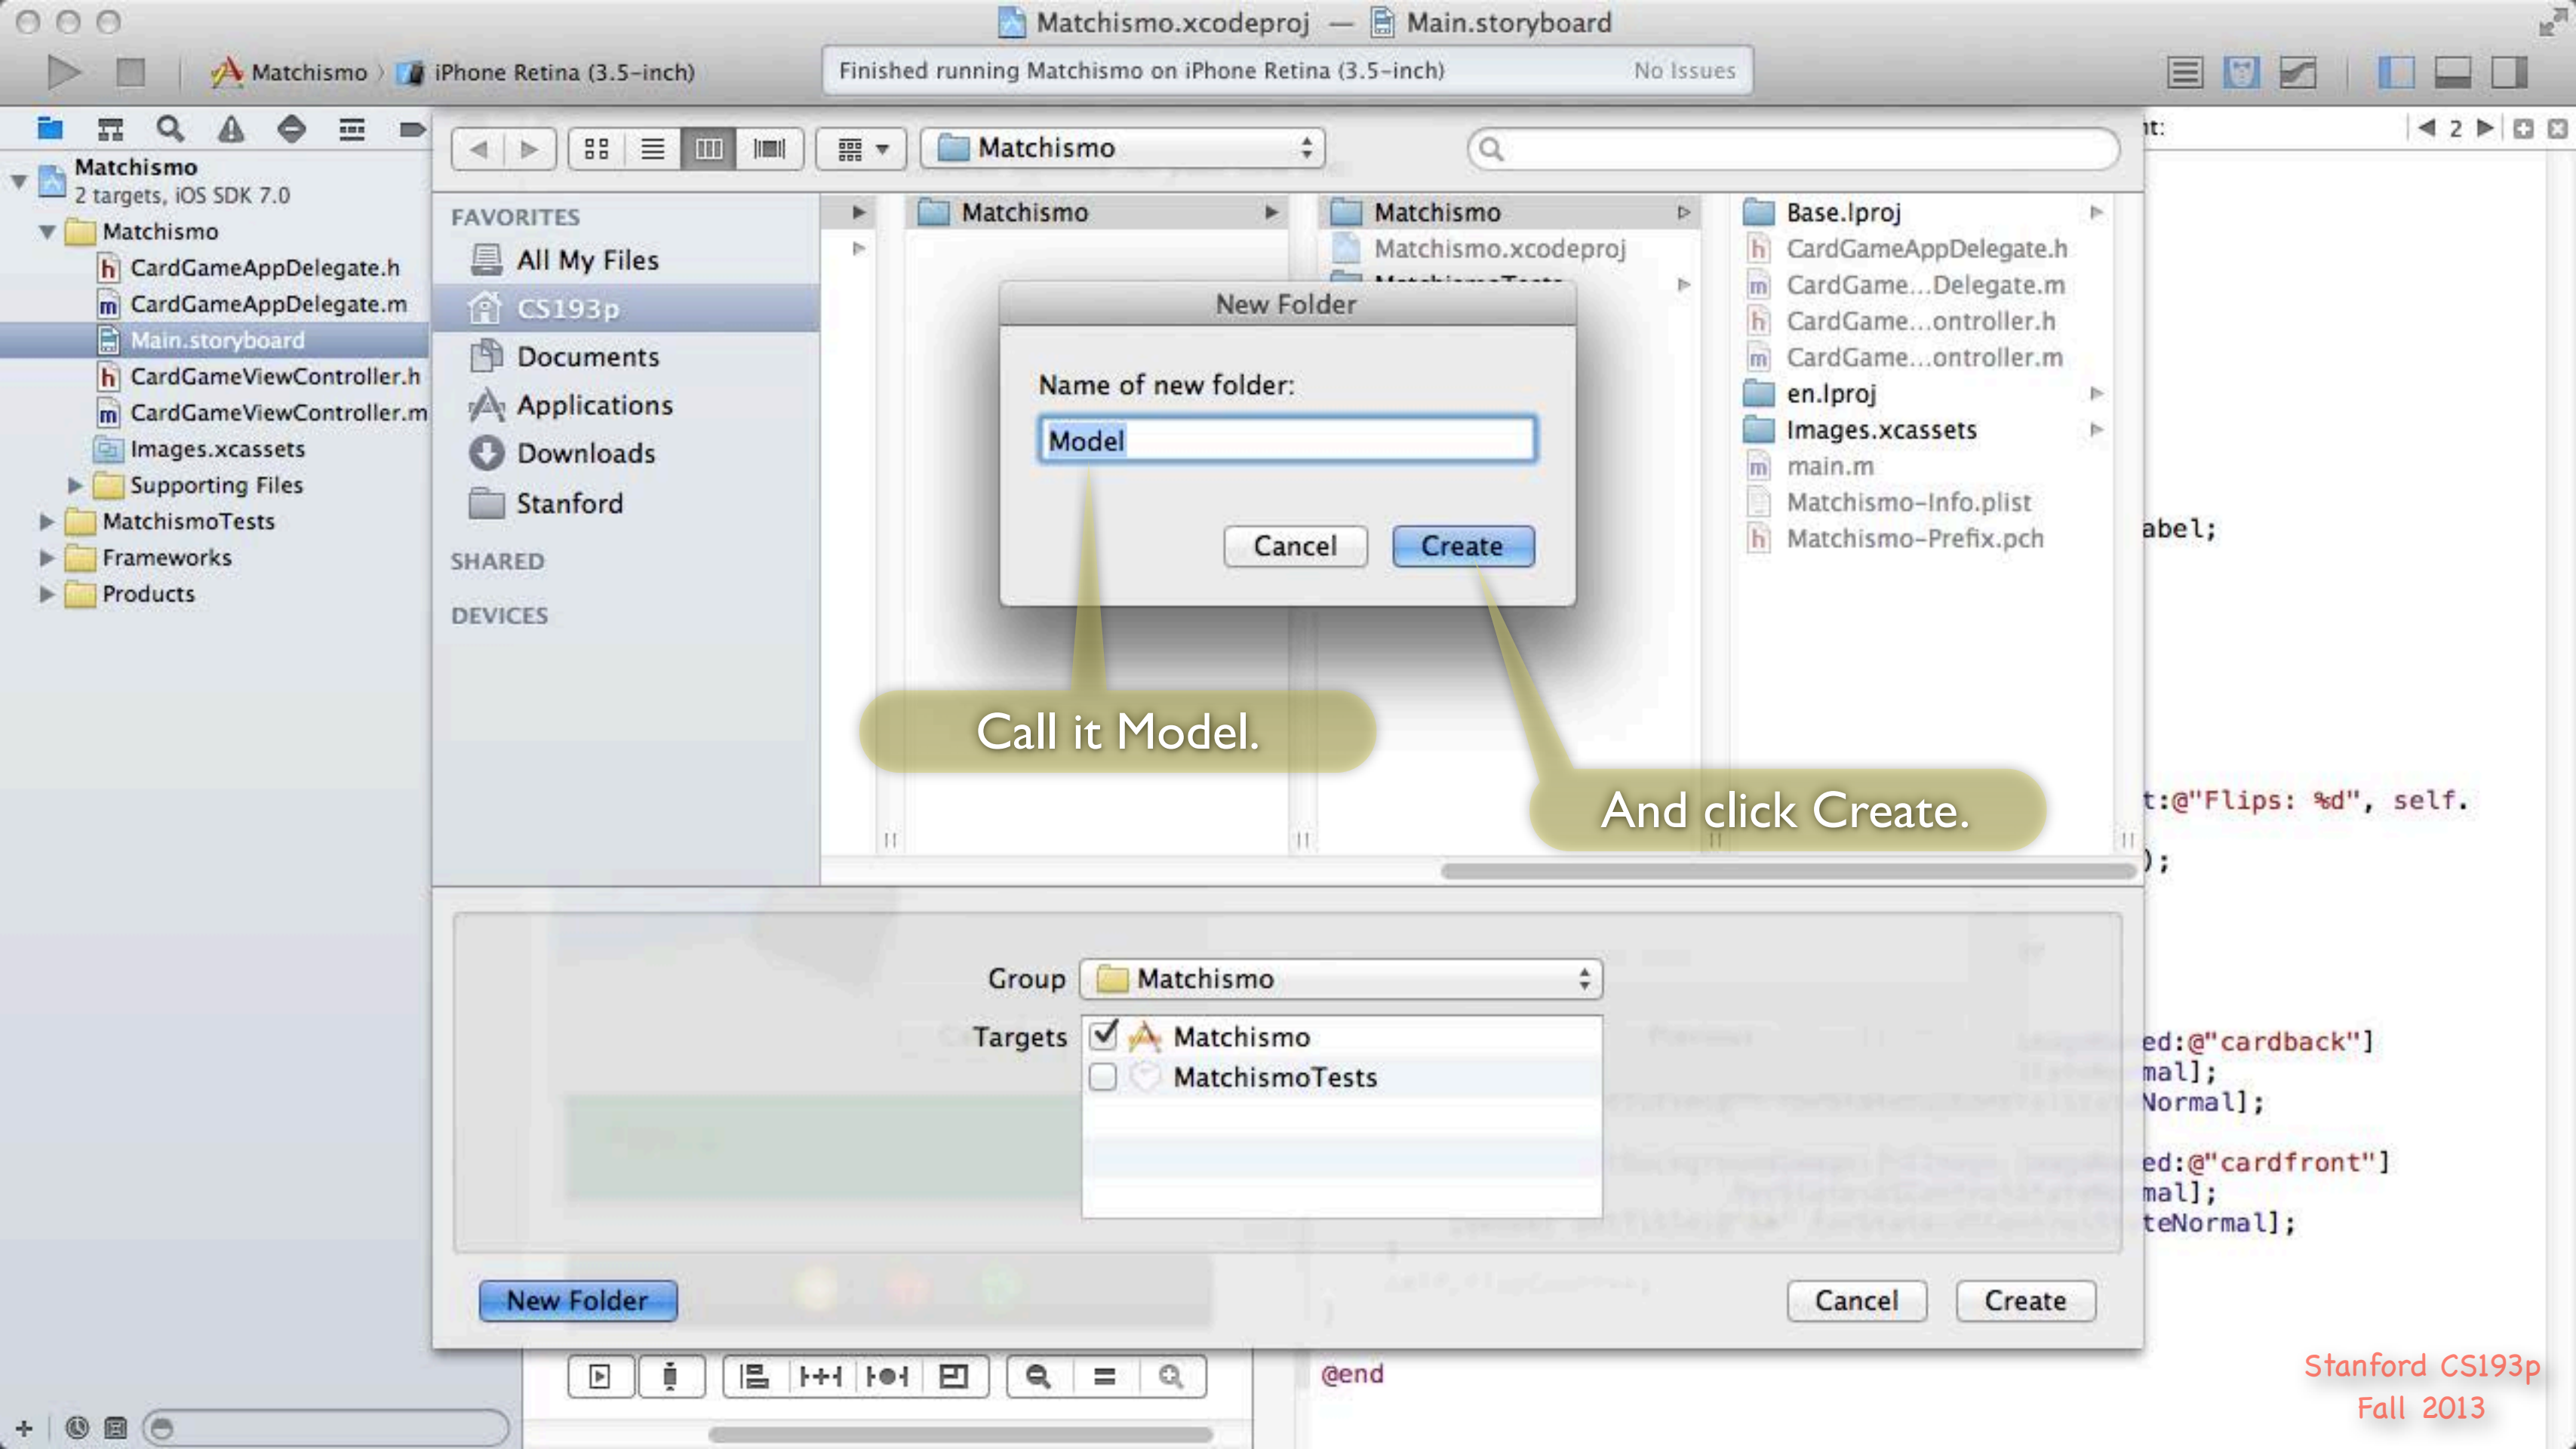 Matchismo.xcodeproj — Main.storyboard
Matchismo iPhone Retina (3.5-inch)
Finished running Matchismo on iPhone Retina (3.5-inch) No Issues
Matchismo
2 targets, iOS SDK 7.0
Matchismo
CardGameAppDelegate.h
CardGameAppDelegate.m
Main.storyboard
CardGameViewController.h
CardGameViewController.m
Images.xcassets
Supporting Files
MatchismoTests
Frameworks
Products
Matchismo
FAVORITES
All My Files
CS193p
Documents
Applications
Downloads
Stanford
SHARED
DEVICES
Matchismo
Matchismo
Matchismo.xcodeproj
MatchismoTests
Base.lproj
CardGameAppDelegate.h
CardGame...Delegate.m
CardGame...ontroller.h
CardGame...ontroller.m
en.lproj
Images.xcassets
main.m
Matchismo-Info.plist
Matchismo-Prefix.pch
New Folder
Name of new folder:
Model
Cancel Create
Call it Model.
And click Create.
Group Matchismo
Targets Matchismo
MatchismoTests
New Folder Cancel Create
nt: 2
abel;
t:@"Flips: %d", self.
);
ed:@"cardback"]
mal];
Normal];
ed:@"cardfront"]
mal];
teNormal];
@end
Stanford CS193p
Fall 2013